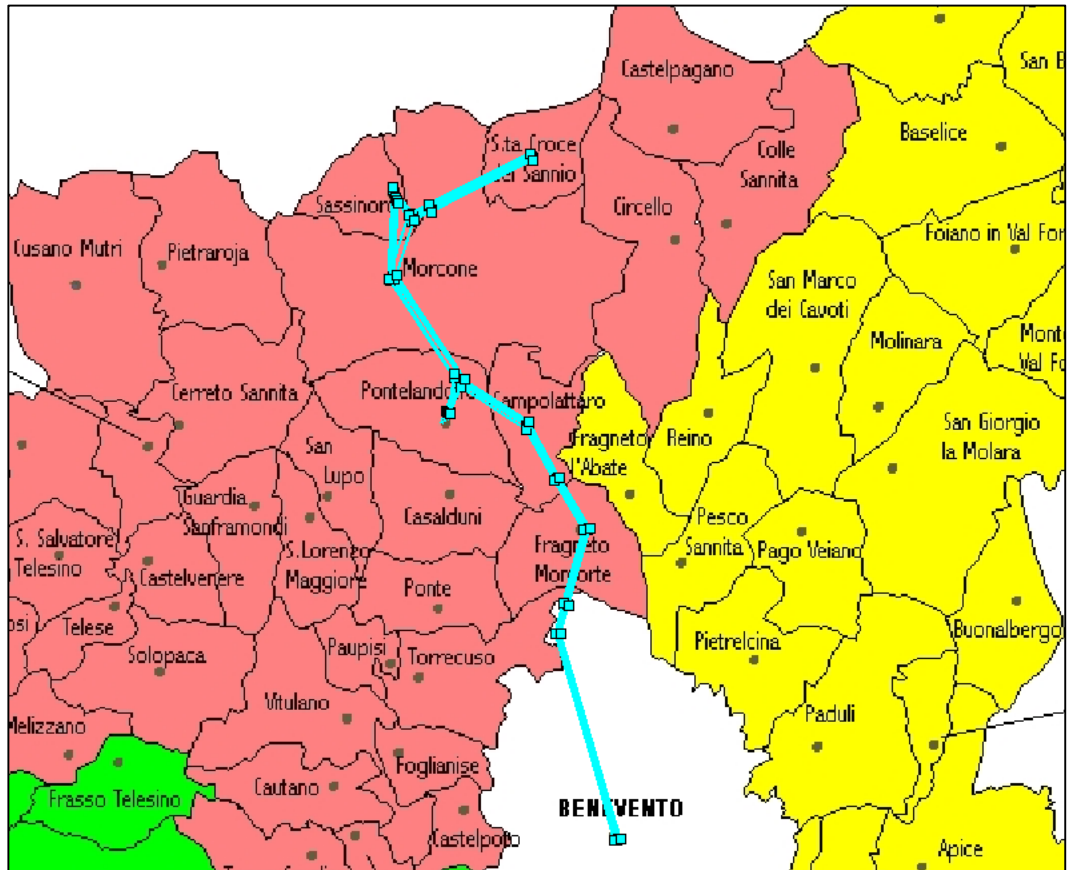 Castelpagano
San B
Baselice
S.ta Croce
del Sannio
Colle
Sannita
Sassinoro
Circello
Cusano Mutri
Pietraroja
Foiano in Val For
Morcone
San Marco
dei Cavoti
Molinara
Mont
Val Fo
Cerreto Sannita
Pontelandolfo
Campolattaro
San Giorgio
la Molara
Fragneto
l'Abate
Reino
San
Lupo
Guardia
Sanframondi
Casalduni
Pesco
Sannita
S. Salvatore
Telesino
Castelvenere
S.Lorenzo
Maggiore
Fragneto
Monforte
Pago Veiano
Ponte
osi
Telese
Solopaca
Paupisi
Torrecuso
Pietrelcina
Buonalbergo
Vitulano
Melizzano
Paduli
Foglianise
Frasso Telesino
Cautano
BENEVENTO
Castelpoto
Apice